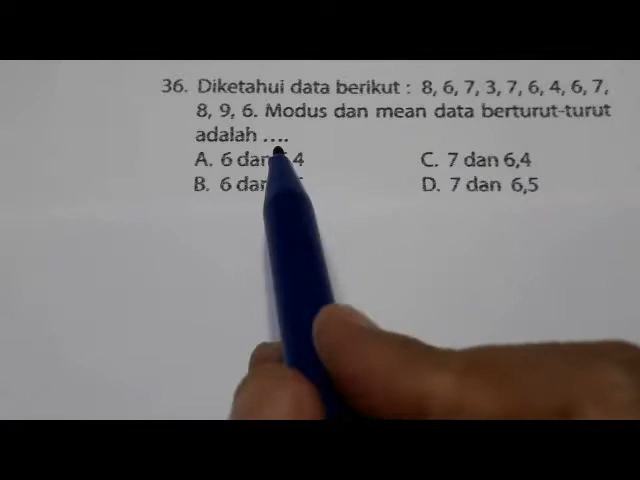 36. Diketahui data berikut : 8, 6, 7, 3, 7, 6, 4, 6, 7,
8, 9, 6. Modus dan mean data berturut-turut
adalah ....
A. 6 dan 4 C. 7 dan 6,4
B. 6 D. 7 dan 6,5